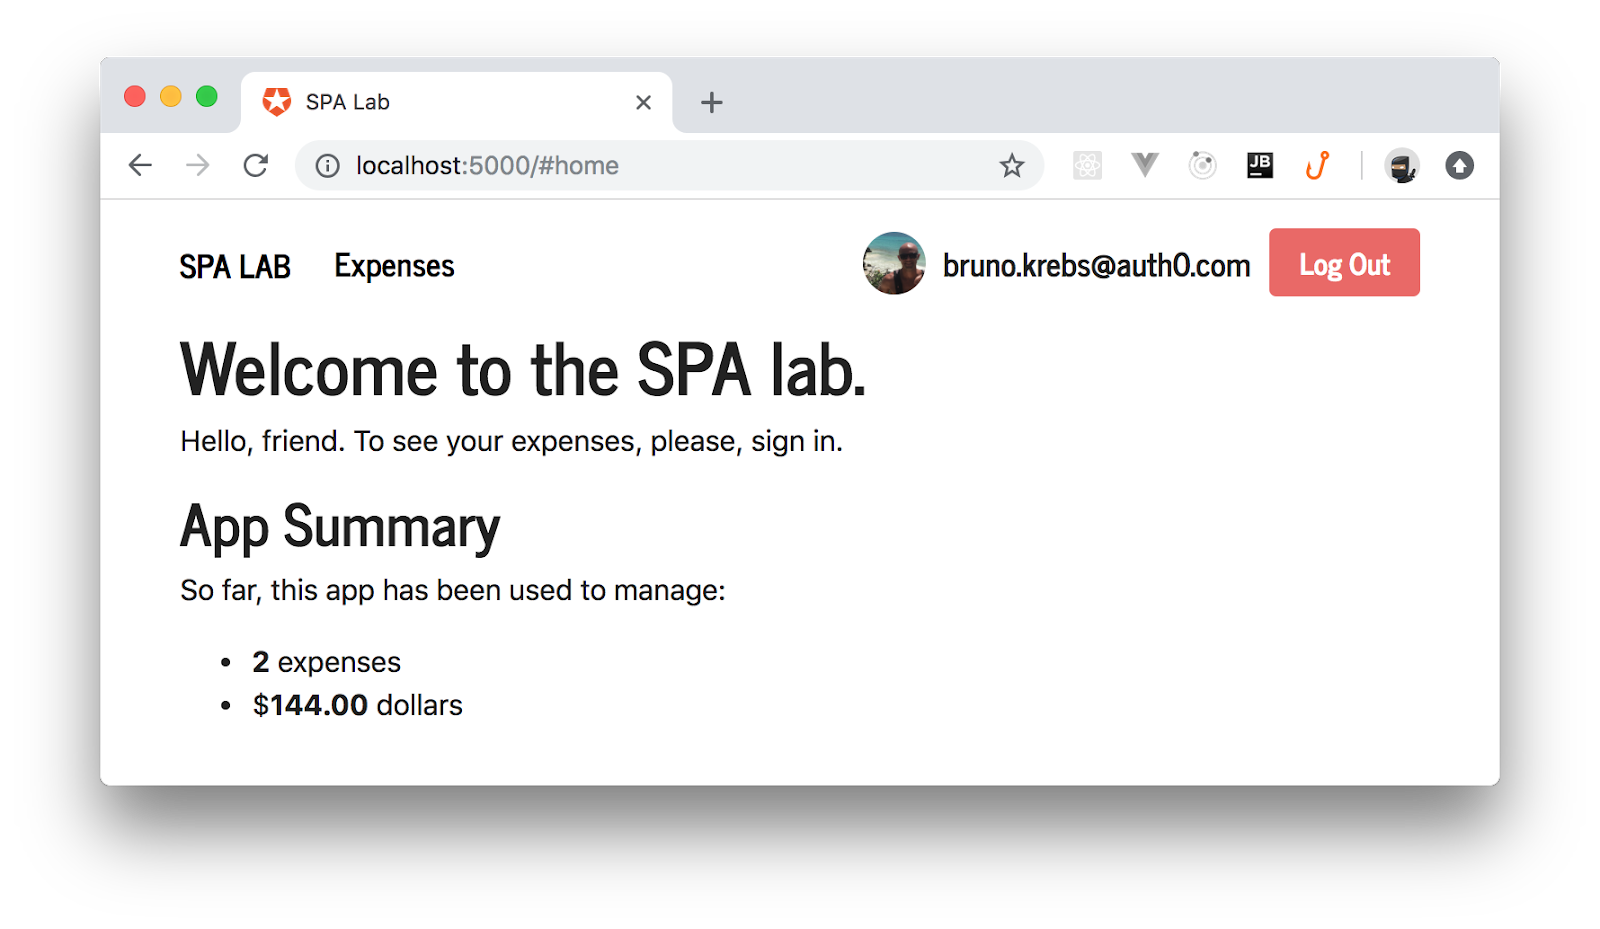 SPA Lab
localhost:5000/#home
JB
SPA LAB Expenses bruno.krebs@auth0.com Log Out
Welcome to the SPA lab.
Hello, friend. To see your expenses, please, sign in.
App Summary
So far, this app has been used to manage:
• 2 expenses
• $144.00 dollars